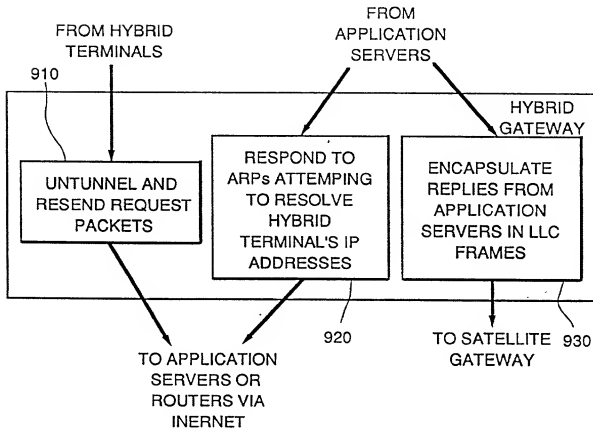 FROM HYBRID
TERMINALS
FROM
APPLICATION
SERVERS
910
HYBRID
GATEWAY
UNTUNNEL AND
RESEND REQUEST
PACKETS
RESPOND TO
ARPs ATTEMPING
TO RESOLVE
HYBRID
TERMINAL'S IP
ADDRESSES
ENCAPSULATE
REPLIES FROM
APPLICATION
SERVERS IN LLC
FRAMES
920
930
TO APPLICATION
SERVERS OR
ROUTERS VIA
INERNET
TO SATELLITE
GATEWAY